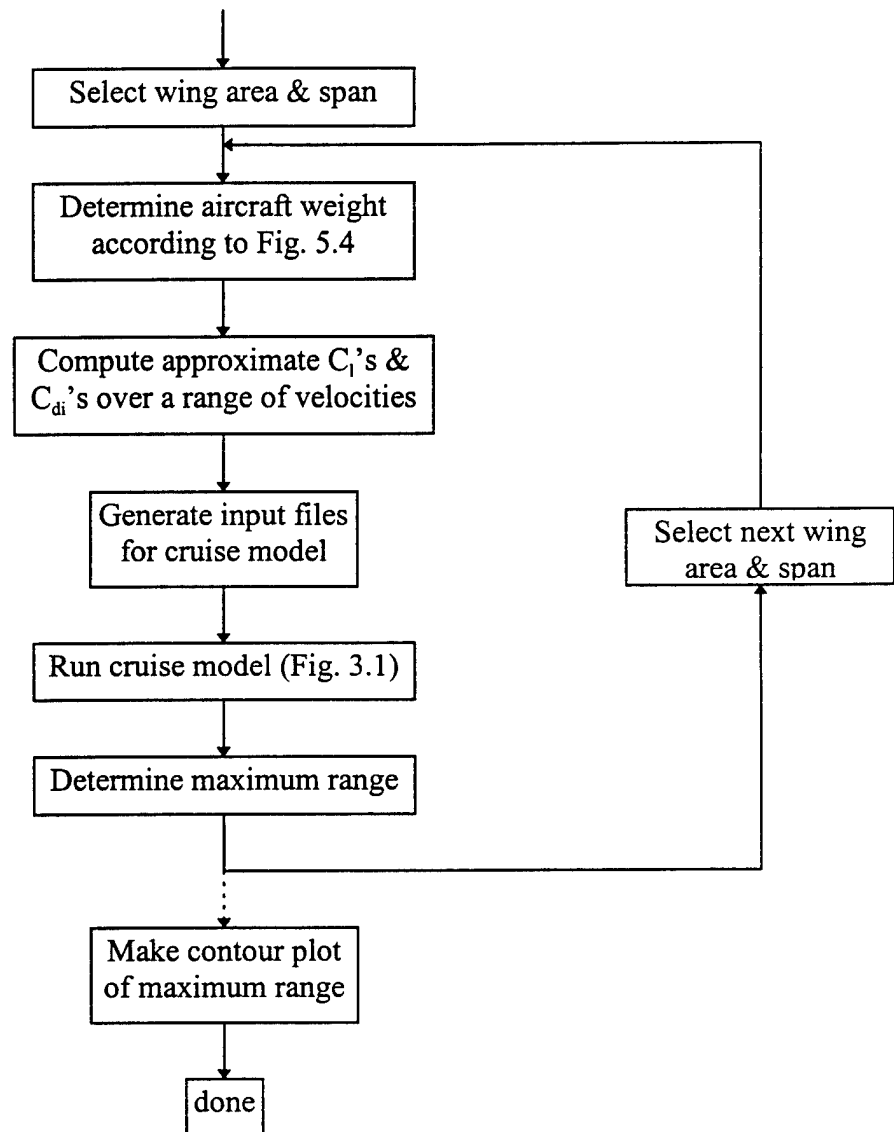 Select wing area & span
Determine aircraft weight
according to Fig. 5.4
Compute approximate Cl's &
Cdi's over a range of velocities
Generate input files
for cruise model
Select next wing
area & span
Run cruise model (Fig. 3.1)
Determine maximum range
Make contour plot
of maximum range
done